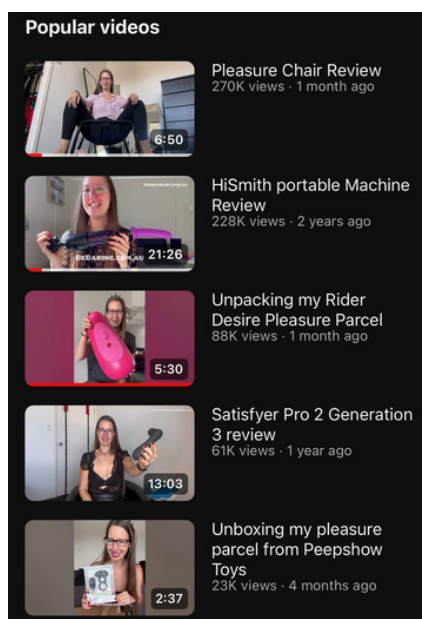 Popular videos
Pleasure Chair Review
270K views · 1 month ago
6:50
HiSmith portable Machine
Review
228K views · 2 years ago
DEDARING.COM.AU
21:26
Unpacking my Rider
Desire Pleasure Parcel
88K views · 1 month ago
5:30
Satisfyer Pro 2 Generation
3 review
61K views · 1 year ago
13:03
Unboxing my pleasure
parcel from Peepshow
Toys
23K views · 4 months ago
2:37